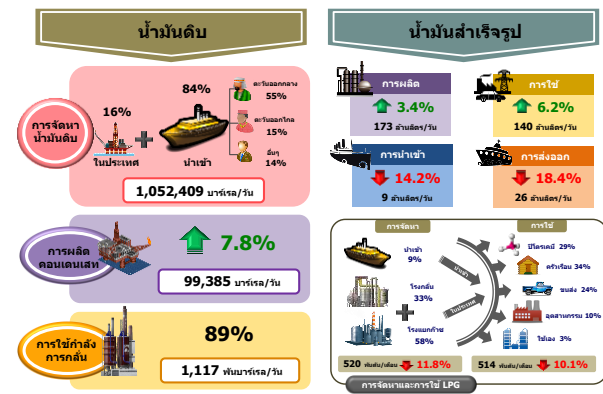 น้ำมันดิบ
การจัดหา
น้ำมันดิบ
16%
ในประเทศ
84%
นำเข้า
ตะวันออกกลาง
55%
ตะวันออกไกล
15%
อื่นๆ
14%
1,052,409 บาร์เรล/วัน
การผลิต
คอนเดนเสท
7.8%
99,385 บาร์เรล/วัน
การใช้กำลัง
การกลั่น
89%
1,117 พันบาร์เรล/วัน
น้ำมันสำเร็จรูป
การผลิต
3.4%
173 ล้านลิตร/วัน
การใช้
6.2%
140 ล้านลิตร/วัน
การนำเข้า
14.2%
9 ล้านลิตร/วัน
การส่งออก
18.4%
26 ล้านลิตร/วัน
การจัดหา
การใช้
นำเข้า
9%
โรงกลั่น
33%
โรงแยกก๊าซ
58%
นำเข้า
ในประเทศ
ปิโตรเคมี 29%
ครัวเรือน 34%
ขนส่ง 24%
อุตสาหกรรม 10%
ใช้เอง 3%
520 พันตัน/เดือน 11.8%
514 พันตัน/เดือน 10.1%
การจัดหาและการใช้ LPG